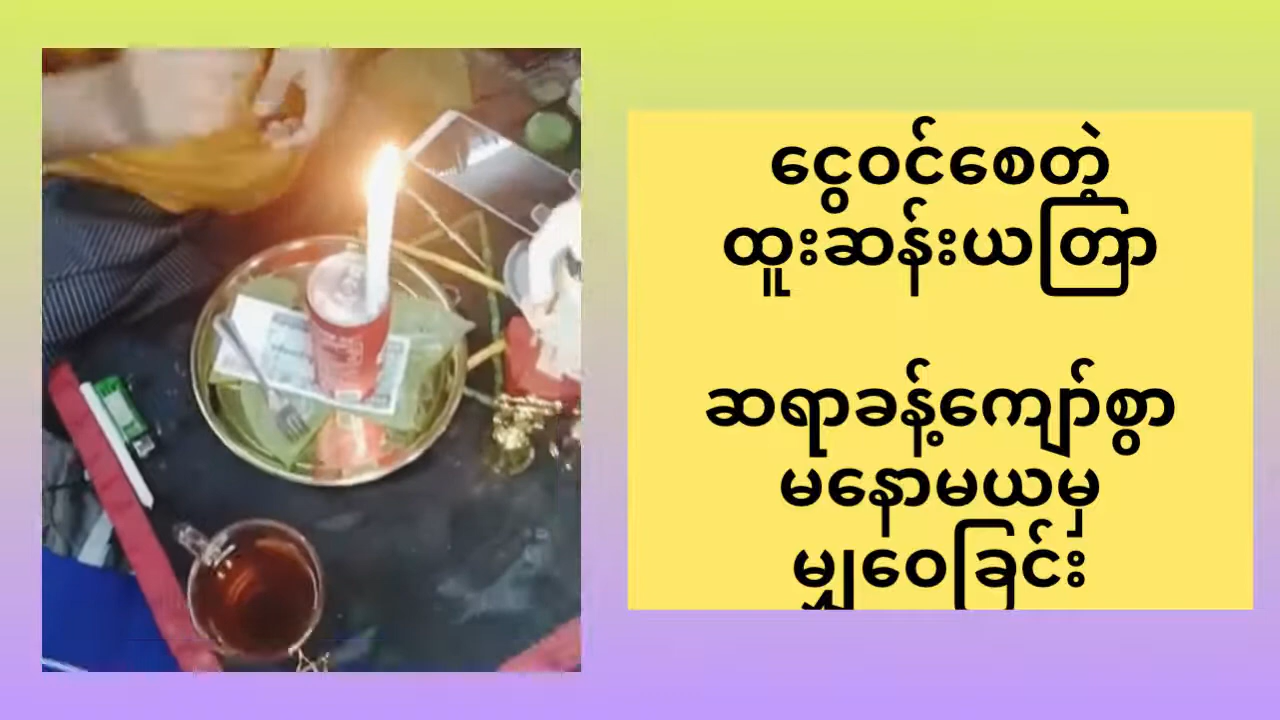 ငွေဝင်စေတဲ့
ထူးဆန်းယတြာ
ဆရာခန့်ကျော်စွာ
မနောမယမှ
မျှဝေခြင်း